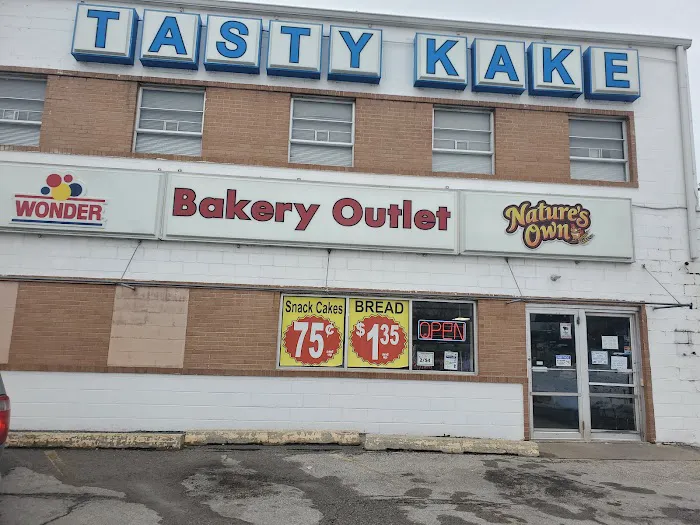 TASTY KAKE
WONDER
Bakery Outlet
Nature's
Own
Snack Cakes
75¢
BREAD
$1.35
OPEN